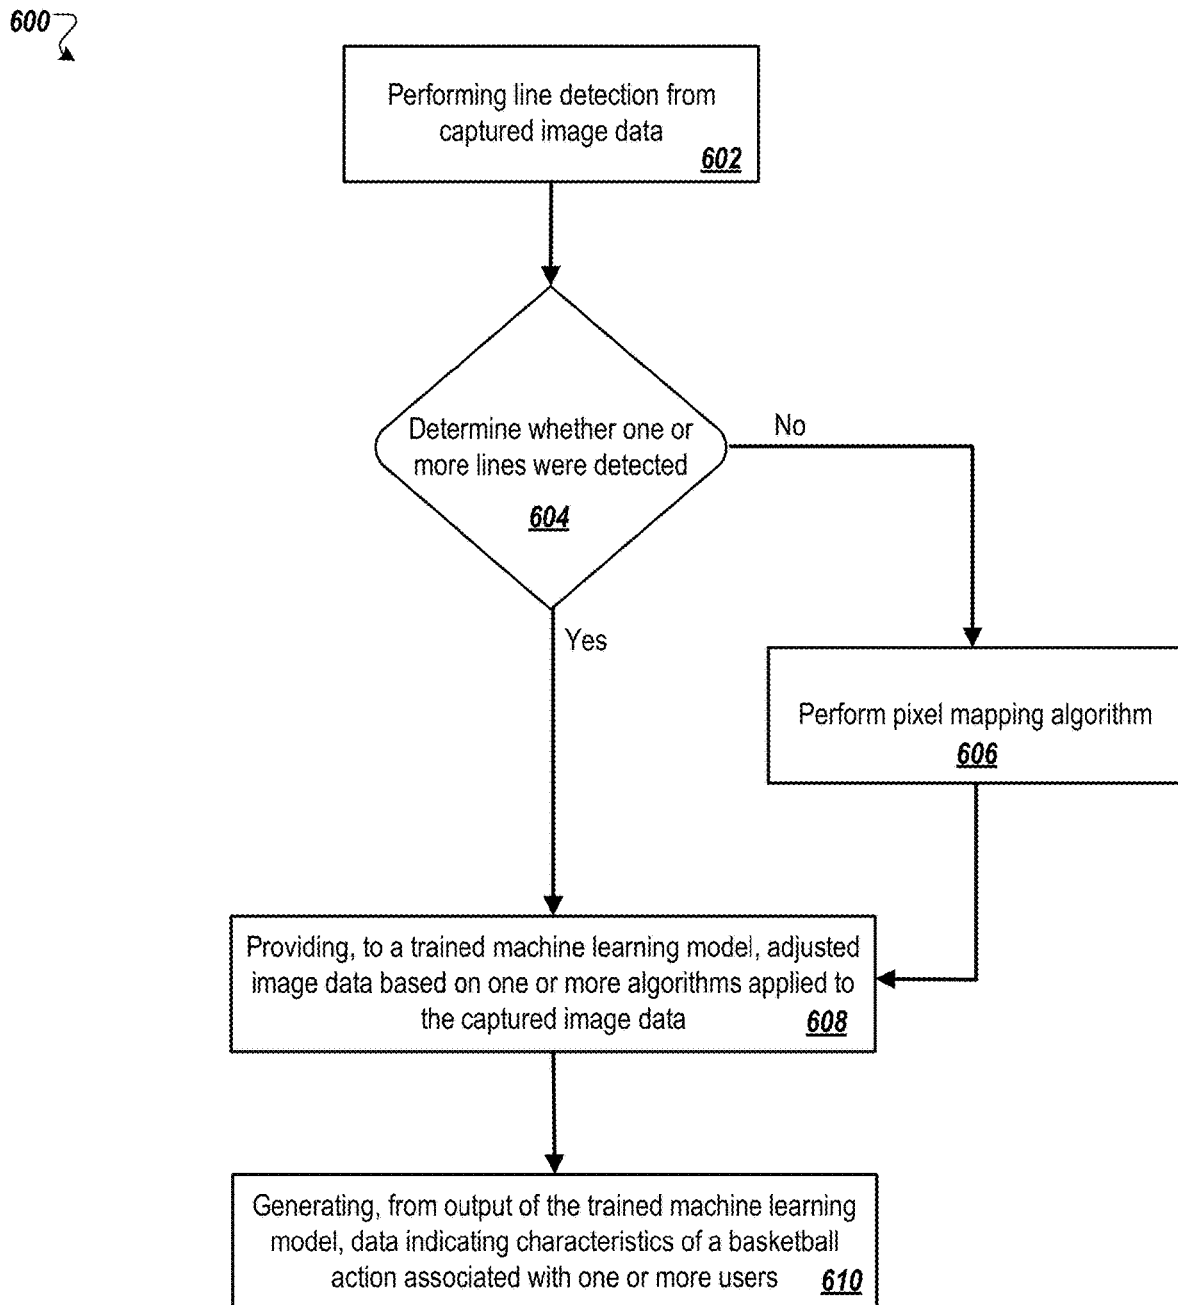 600
Performing line detection from
captured image data
602
Determine whether one or
more lines were detected
604
No
Yes
Perform pixel mapping algorithm
606
Providing, to a trained machine learning model, adjusted
image data based on one or more algorithms applied to
the captured image data 608
Generating, from output of the trained machine learning
model, data indicating characteristics of a basketball
action associated with one or more users 610